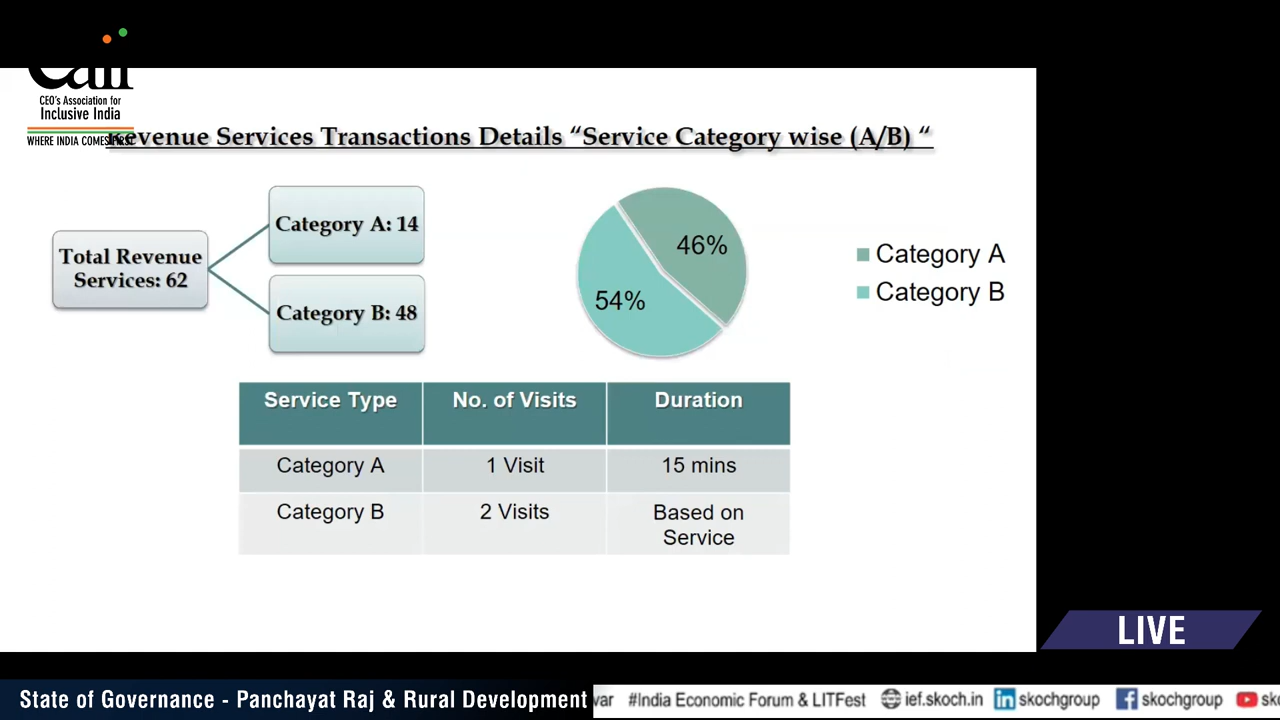 CEO's Association for
Inclusive India
WHERE INDIA COMES FIRST
Revenue Services Transactions Details “Service Category wise (A/B) “
Total Revenue
Services: 62
Category A: 14
Category B: 48
46%
54%
Category A
Category B
Service Type No. of Visits Duration
Category A 1 Visit 15 mins
Category B 2 Visits Based on
Service
LIVE
State of Governance - Panchayat Raj & Rural Development
#India Economic Forum & LITFest ief.skoch.in skochgroup skochgroup